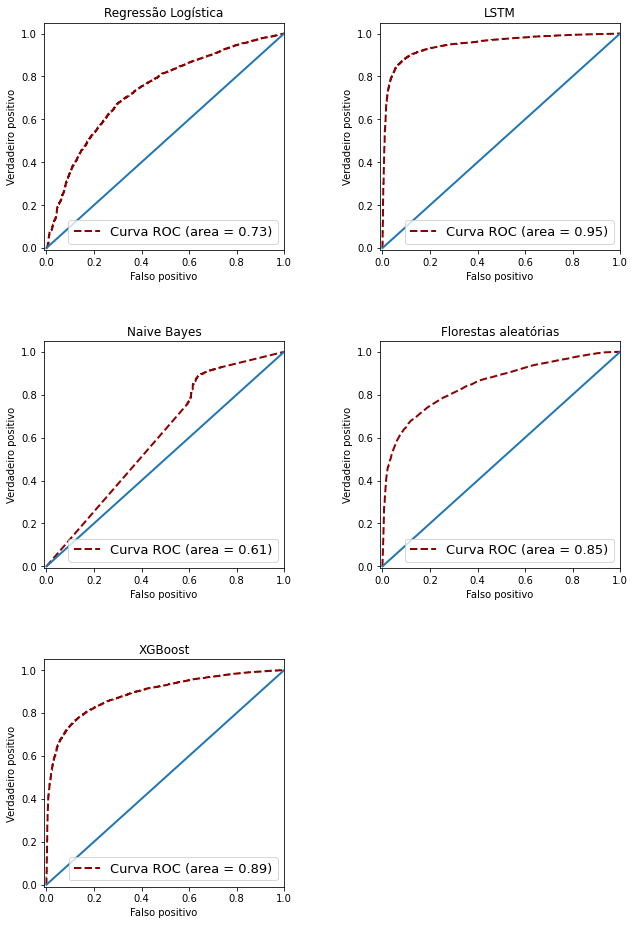 Regressão Logística
Verdadeiro positivo
1.0
0.8
0.6
0.4
0.2
0.0
Curva ROC (area = 0.73)
0.0 0.2 0.4 0.6 0.8 1.0
Falso positivo
LSTM
Verdadeiro positivo
1.0
0.8
0.6
0.4
0.2
0.0
Curva ROC (area = 0.95)
0.0 0.2 0.4 0.6 0.8 1.0
Falso positivo
Naive Bayes
Verdadeiro positivo
1.0
0.8
0.6
0.4
0.2
0.0
Curva ROC (area = 0.61)
0.0 0.2 0.4 0.6 0.8 1.0
Falso positivo
Florestas aleatórias
Verdadeiro positivo
1.0
0.8
0.6
0.4
0.2
0.0
Curva ROC (area = 0.85)
0.0 0.2 0.4 0.6 0.8 1.0
Falso positivo
XGBoost
Verdadeiro positivo
1.0
0.8
0.6
0.4
0.2
0.0
Curva ROC (area = 0.89)
0.0 0.2 0.4 0.6 0.8 1.0
Falso positivo